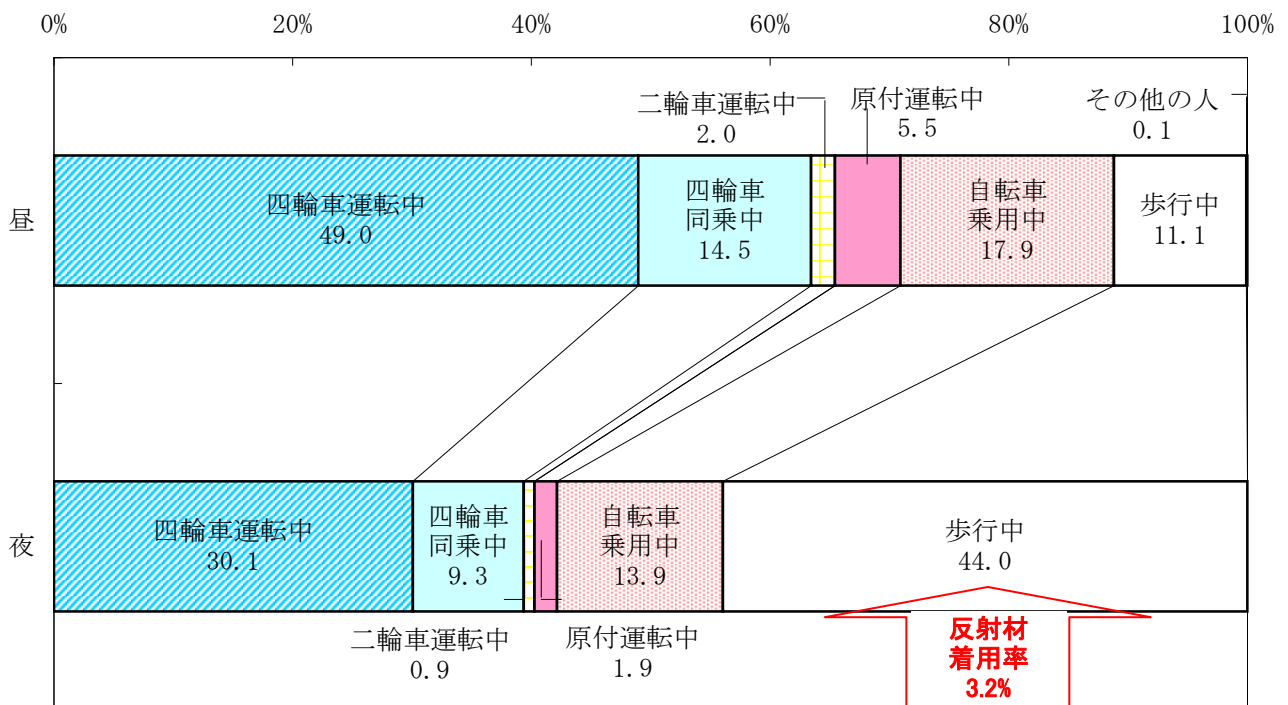 0%
20%
40%
60%
80%
100%
二輪車運転中
2.0
原付運転中
5.5
その他の人
0.1
昼
四輪車運転中
49.0
四輪車
同乗中
14.5
自転車
乗用中
17.9
歩行中
11.1
夜
四輪車運転中
30.1
四輪車
同乗中
9.3
自転車
乗用中
13.9
歩行中
44.0
二輪車運転中
0.9
原付運転中
1.9
反射材
着用率
3.2%